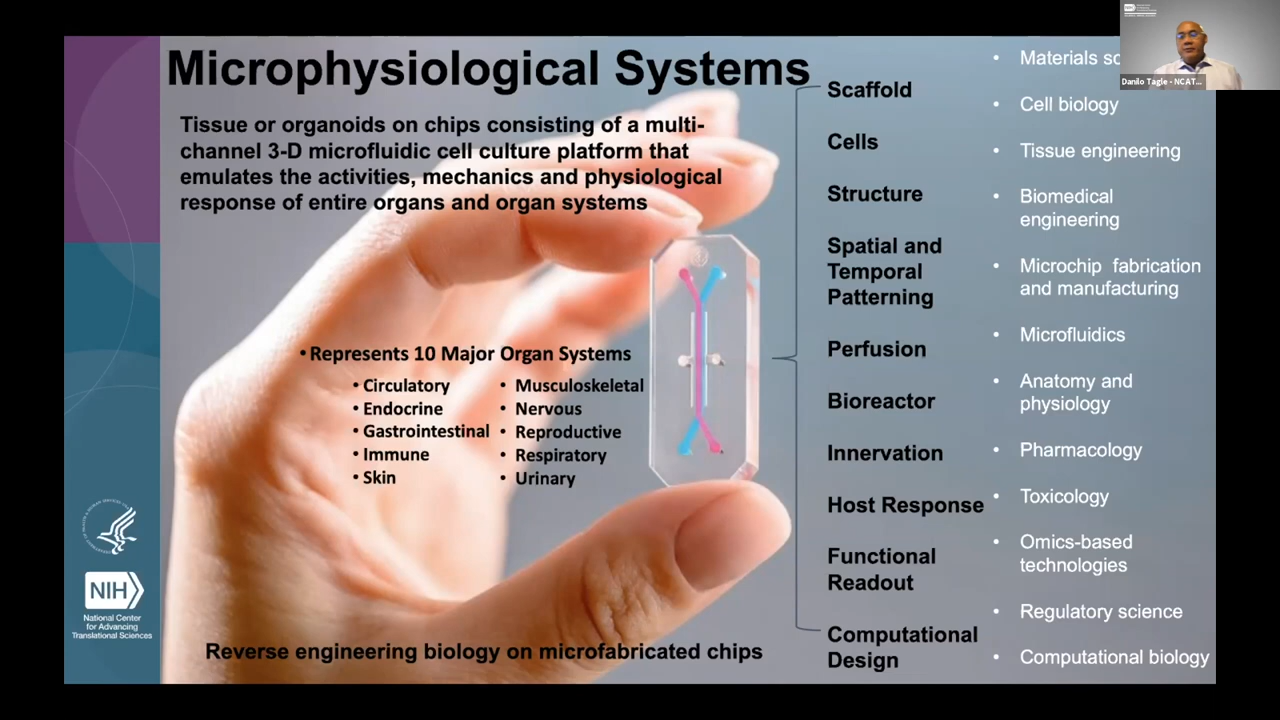 Microphysiological Systems
Tissue or organoids on chips consisting of a multi-
channel 3-D microfluidic cell culture platform that
emulates the activities, mechanics and physiological
response of entire organs and organ systems
• Represents 10 Major Organ Systems
• Circulatory
• Endocrine
• Gastrointestinal
• Immune
• Skin
• Musculoskeletal
• Nervous
• Reproductive
• Respiratory
• Urinary
Reverse engineering biology on microfabricated chips
Scaffold
Cells
Structure
Spatial and
Temporal
Patterning
Perfusion
Bioreactor
Innervation
Host Response
Functional
Readout
Computational
Design
• Materials sc
• Cell biology
• Tissue engineering
• Biomedical
engineering
• Microchip fabrication
and manufacturing
• Microfluidics
• Anatomy and
physiology
• Pharmacology
• Toxicology
• Omics-based
technologies
• Regulatory science
• Computational biology
NIH
National Center
for Advancing
Translational Sciences
NIH
Danilo Tagle - NCAT...